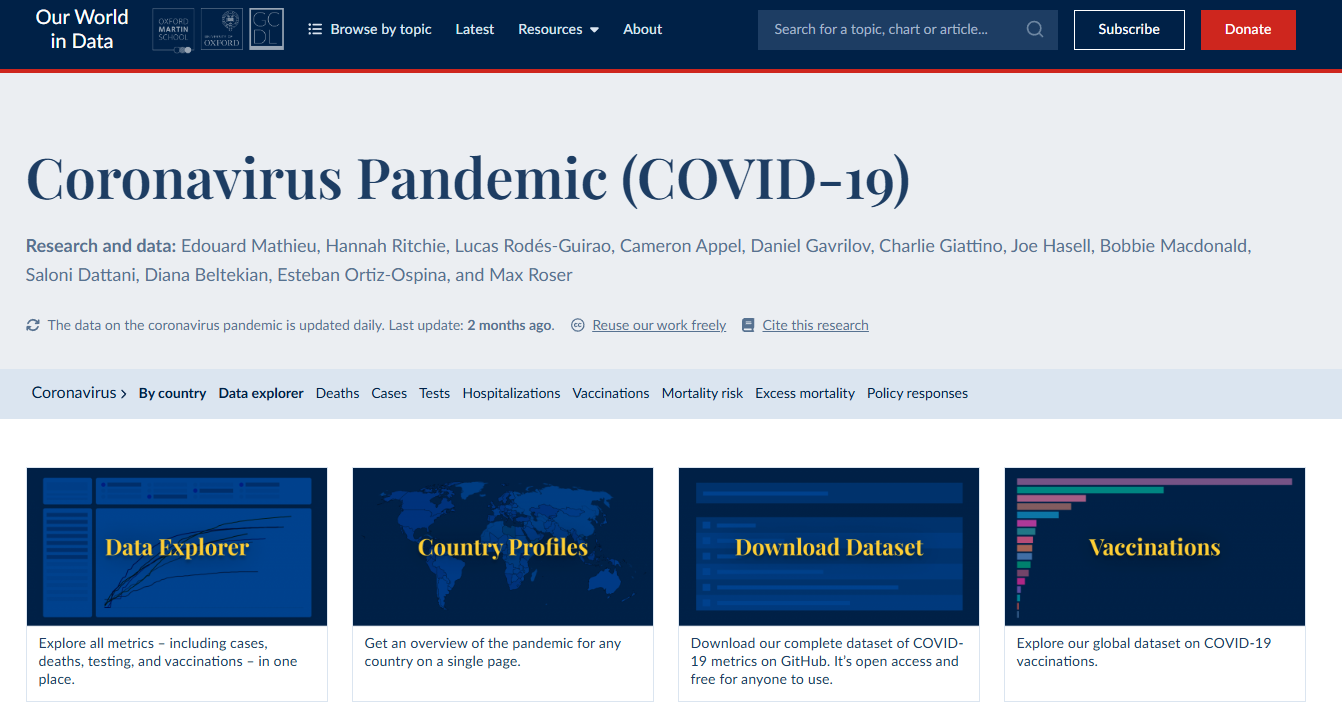 Our World
in Data
OXFORD
MARTIN
SCHOOL
UNIVERSITY OF
OXFORD
GC
DL
Browse by topic
Latest
Resources
About
Search for a topic, chart or article...
Subscribe
Donate
Coronavirus Pandemic (COVID-19)
Research and data: Edouard Mathieu, Hannah Ritchie, Lucas Rodés-Guirao, Cameron Appel, Daniel Gavrilov, Charlie Giattino, Joe Hasell, Bobbie Macdonald,
Saloni Dattani, Diana Beltekian, Esteban Ortiz-Ospina, and Max Roser
The data on the coronavirus pandemic is updated daily. Last update: 2 months ago.
cc
Reuse our work freely
Cite this research
Coronavirus > By country Data explorer Deaths Cases Tests Hospitalizations Vaccinations Mortality risk Excess mortality Policy responses
Data Explorer
Explore all metrics – including cases,
deaths, testing, and vaccinations – in one
place.
Country Profiles
Get an overview of the pandemic for any
country on a single page.
Download Dataset
Download our complete dataset of COVID-
19 metrics on GitHub. It’s open access and
free for anyone to use.
Vaccinations
Explore our global dataset on COVID-19
vaccinations.